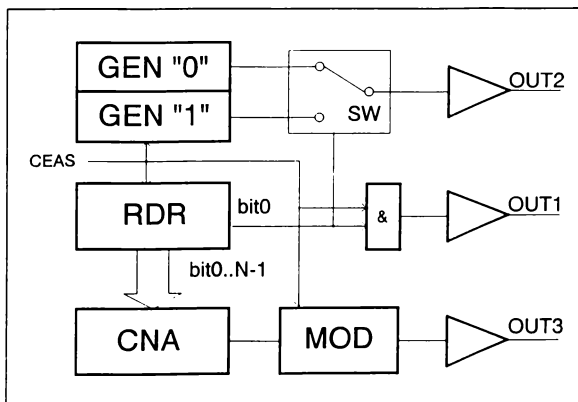 GEN "0"
GEN "1"
SW
OUT2
CEAS
RDR
bit0
&
OUT1
bit0..N-1
CNA
MOD
OUT3